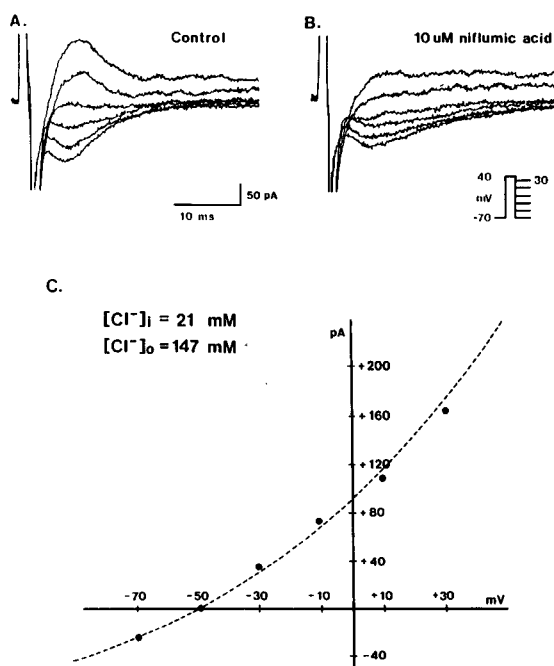 A.
Control
50 pA
10 ms
B.
10 uM niflumic acid
40
30
mV
-70
C.
[Cl⁻]i = 21 mM
[Cl⁻]o = 147 mM
pA
+200
+160
+120
+80
+40
-40
-70
-50
-30
-10
+10
+30
mV